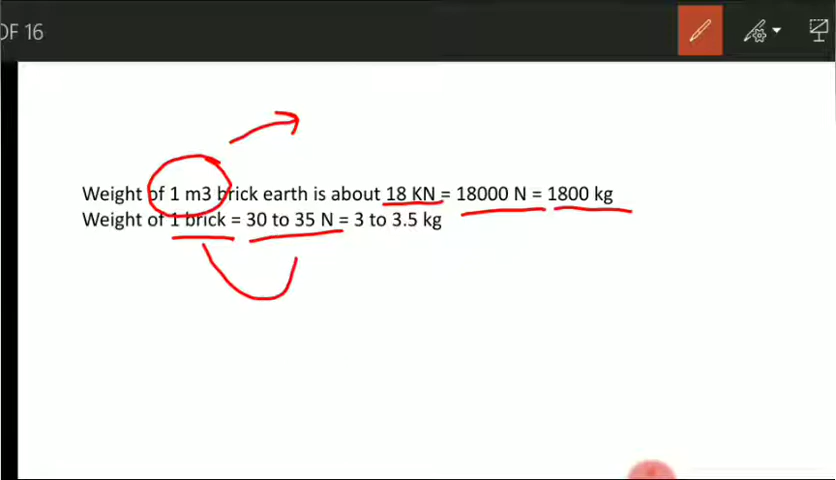 OF 16
Weight of 1 m3 brick earth is about 18 KN = 18000 N = 1800 kg
Weight of 1 brick = 30 to 35 N = 3 to 3.5 kg